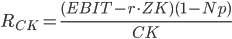 R_{CK} = \frac{(EBIT - r \cdot ZK)(1 - Np)}{CK}